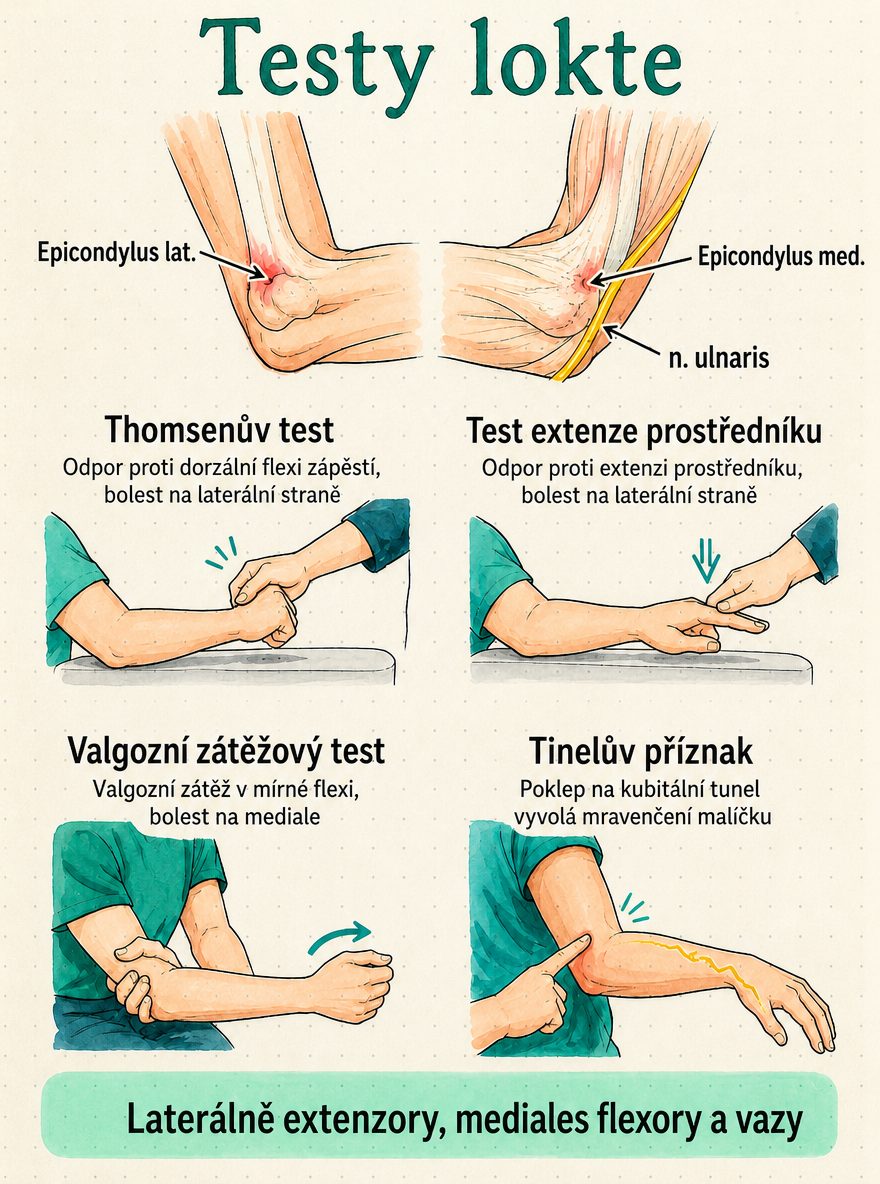 Testy lokte
Epicondylus lat.
Epicondylus med.
n. ulnaris
Thomsenův test
Odpor proti dorzální flexi zápěstí,
bolest na laterální straně
Test extenze prostředníku
Odpor proti extenzi prostředníku,
bolest na laterální straně
Valgozní zátěžový test
Valgozní zátěž v mírné flexi,
bolest na mediale
Tinelův příznak
Poklep na kubitální tunel
vyvolá mravenčení malíčku
Laterálně extenzory, mediales flexory a vazy